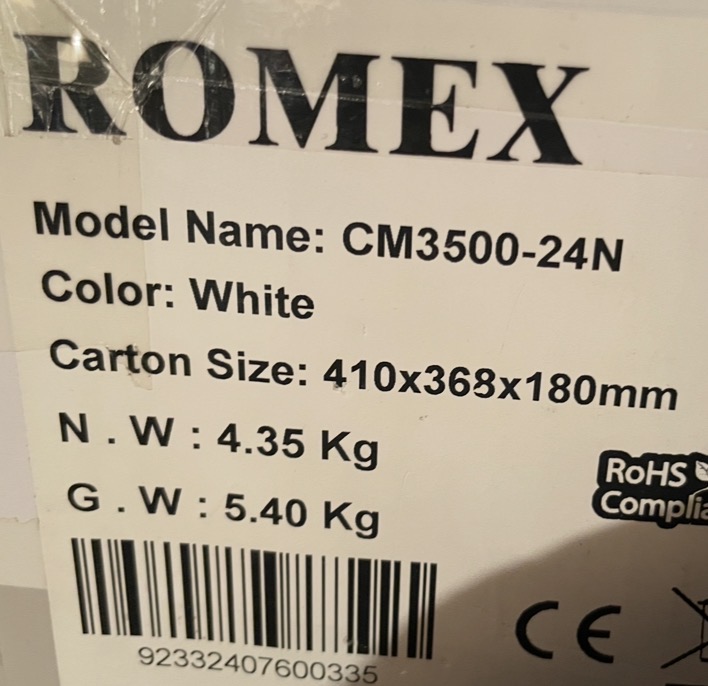 ROMEX
Model Name: CM3500-24N
Color: White
Carton Size: 410x368x180mm
N . W : 4.35 Kg
G . W : 5.40 Kg
RoHS
92332407600335
CE